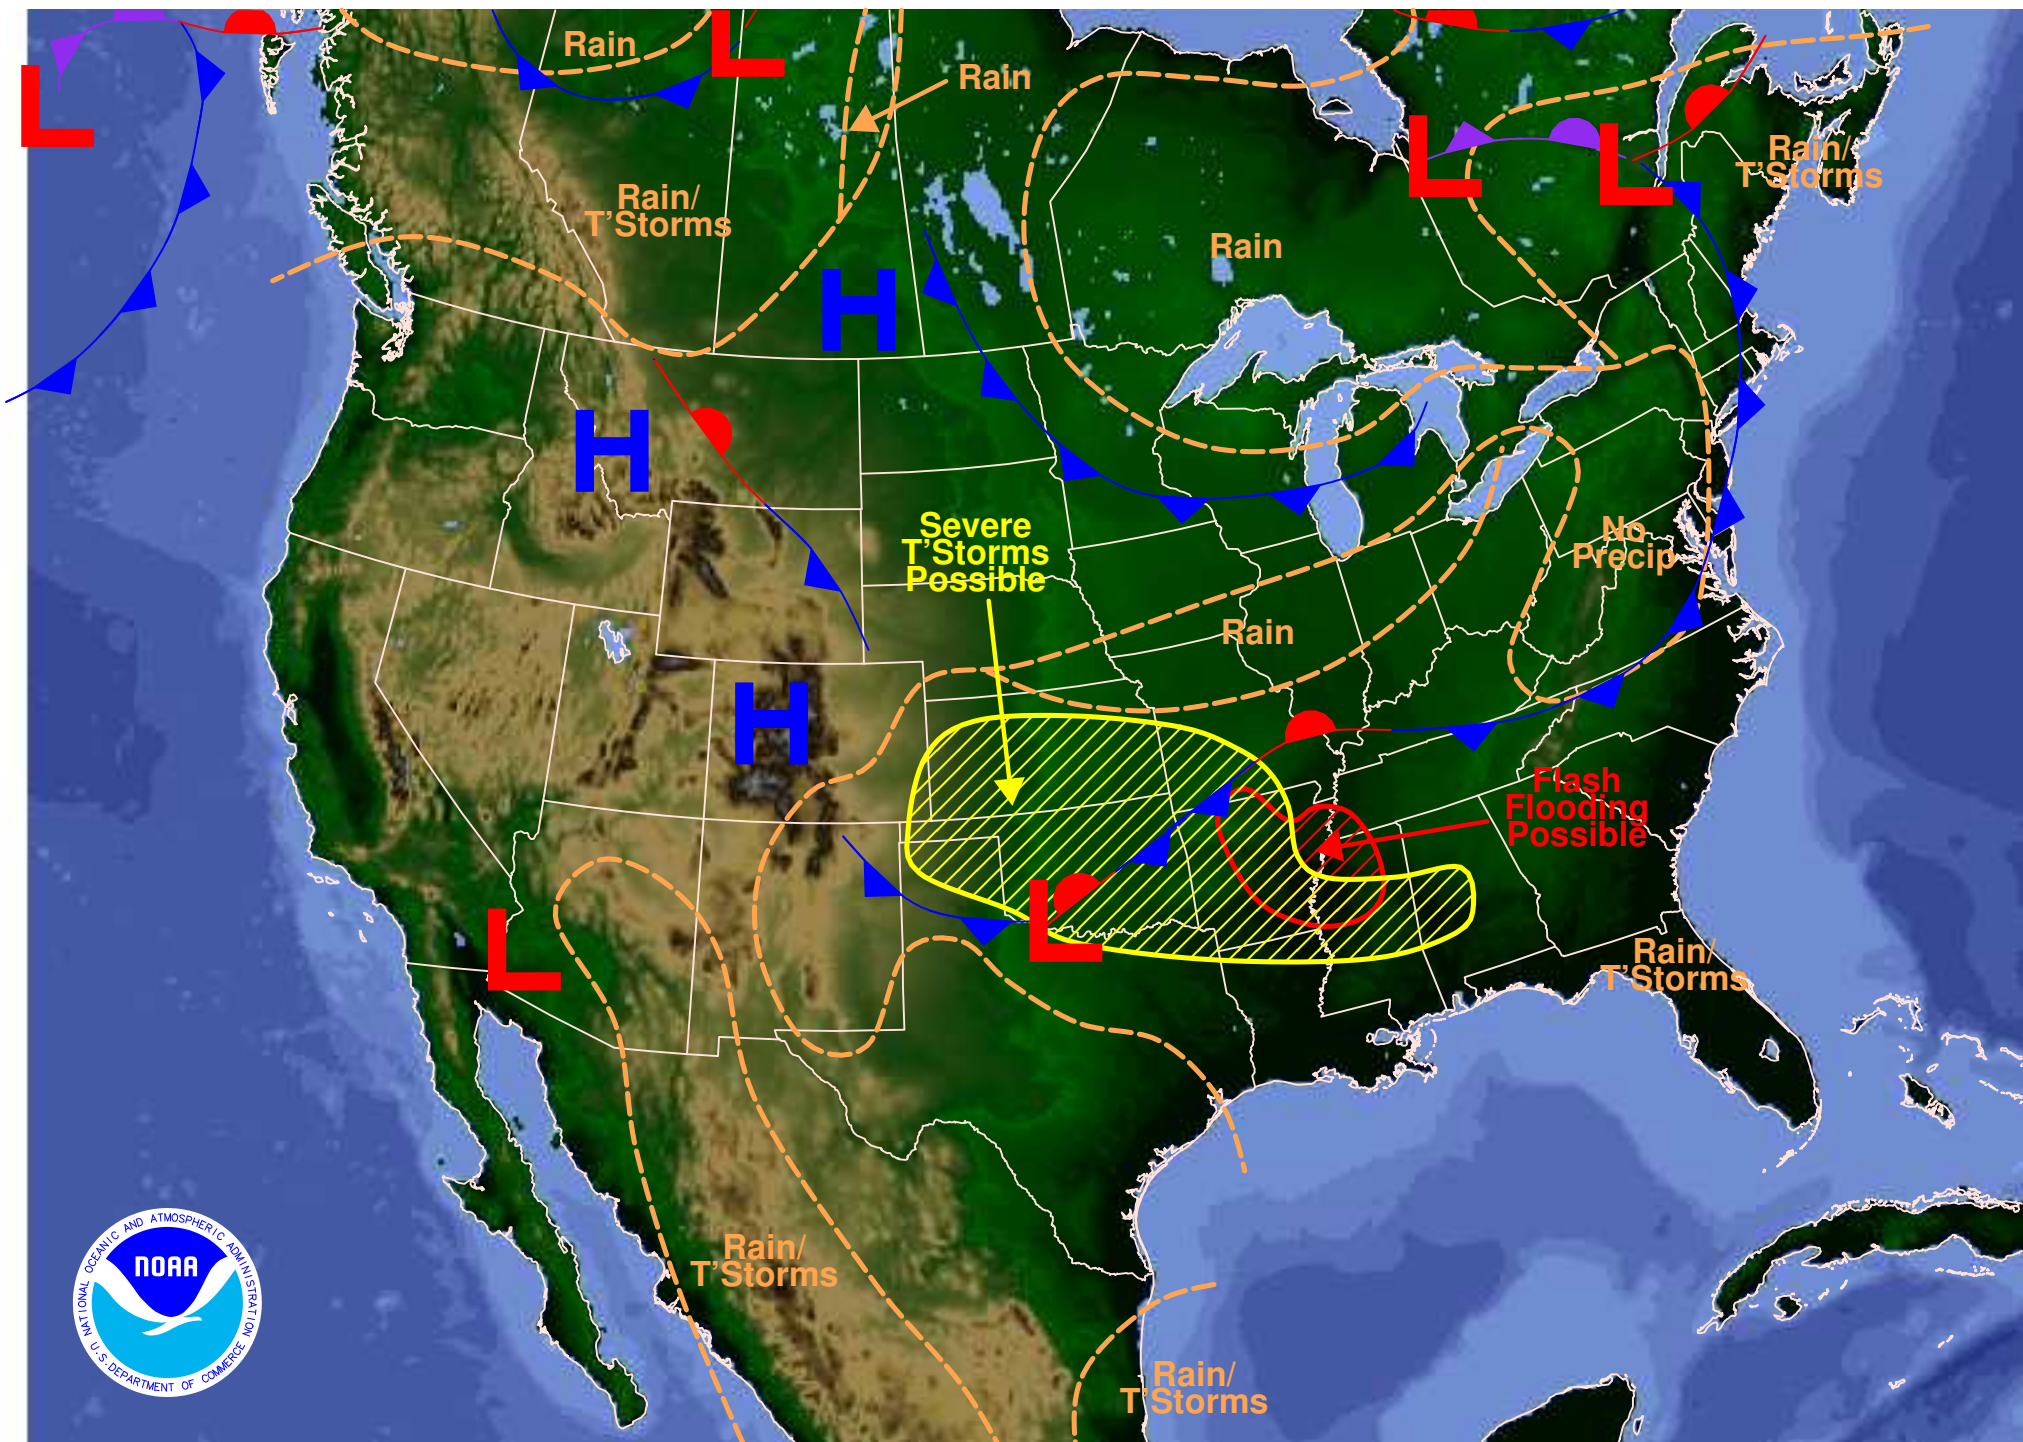 L
Rain
L
Rain
L
L
Rain/
T'Storms
Rain/
T'Storms
Rain
H
H
Severe
T'Storms
Possible
No
Precip
Rain
H
Flash
Flooding
Possible
L
L
Rain/
T'Storms
Rain/
T'Storms
Rain/
T'Storms
NATIONAL OCEANIC AND ATMOSPHERIC ADMINISTRATION
NOAA
U.S. DEPARTMENT OF COMMERCE